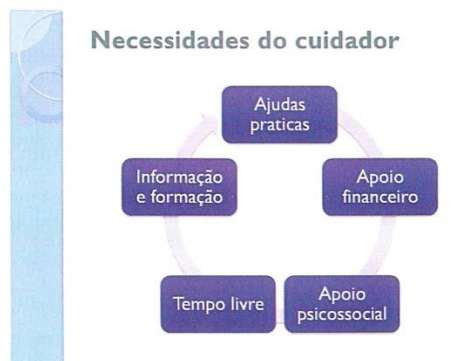 Necessidades do cuidador
Ajudas
praticas
Apoio
financeiro
Apoio
psicossocial
Tempo livre
Informação
e formação